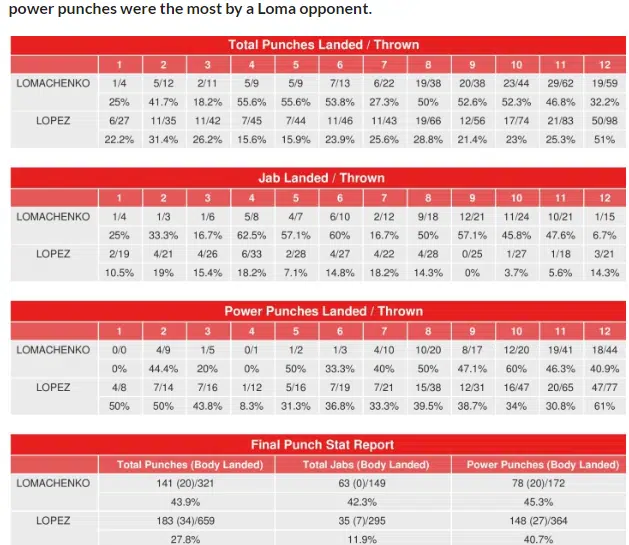 power punches were the most by a Loma opponent.
Total Punches Landed / Thrown
1 2 3 4 5 6 7 8 9 10 11 12
LOMACHENKO 1/4 5/12 2/11 5/9 5/9 7/13 6/22 19/38 20/38 23/44 29/62 19/59
25% 41.7% 18.2% 55.6% 55.6% 53.8% 27.3% 50% 52.6% 52.3% 46.8% 32.2%
LOPEZ 6/27 11/35 11/42 7/45 7/44 11/46 11/43 19/66 12/56 17/74 21/83 50/98
22.2% 31.4% 26.2% 15.6% 15.9% 23.9% 25.6% 28.8% 21.4% 23% 25.3% 51%
Jab Landed / Thrown
1 2 3 4 5 6 7 8 9 10 11 12
LOMACHENKO 1/4 1/3 1/6 5/8 4/7 6/10 2/12 9/18 12/21 11/24 10/21 1/15
25% 33.3% 16.7% 62.5% 57.1% 60% 16.7% 50% 57.1% 45.8% 47.6% 6.7%
LOPEZ 2/19 4/21 4/26 6/33 2/28 4/27 4/22 4/28 0/25 1/27 1/18 3/21
10.5% 19% 15.4% 18.2% 7.1% 14.8% 18.2% 14.3% 0% 3.7% 5.6% 14.3%
Power Punches Landed / Thrown
1 2 3 4 5 6 7 8 9 10 11 12
LOMACHENKO 0/0 4/9 1/5 0/1 1/2 1/3 4/10 10/20 8/17 12/20 19/41 18/44
0% 44.4% 20% 0% 50% 33.3% 40% 50% 47.1% 60% 46.3% 40.9%
LOPEZ 4/8 7/14 7/16 1/12 5/16 7/19 7/21 15/38 12/31 16/47 20/65 47/77
50% 50% 43.8% 8.3% 31.3% 36.8% 33.3% 39.5% 38.7% 34% 30.8% 61%
Final Punch Stat Report
Total Punches (Body Landed) Total Jabs (Body Landed) Power Punches (Body Landed)
LOMACHENKO 141 (20)/321 63 (0)/149 78 (20)/172
43.9% 42.3% 45.3%
LOPEZ 183 (34)/659 35 (7)/295 148 (27)/364
27.8% 11.9% 40.7%